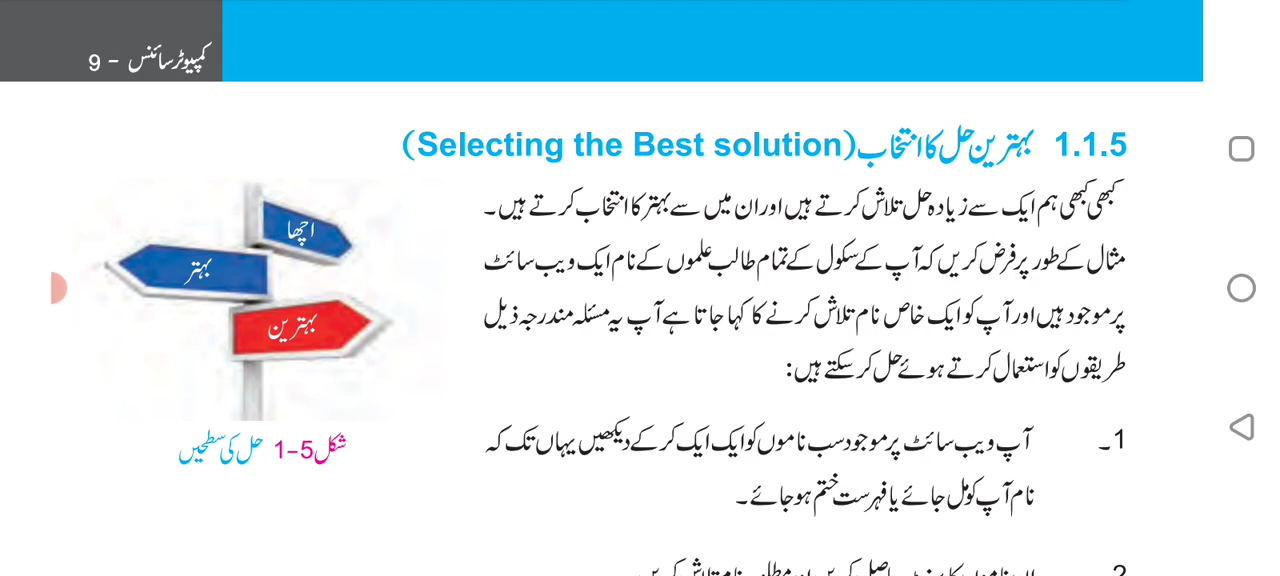 کمپیوٹر سائنس - 9
1.1.5 بہترین حل کا انتخاب (Selecting the Best solution)
کبھی کبھی ہم ایک سے زیادہ حل تلاش کرتے ہیں اور ان میں سے بہتر کا انتخاب کرتے ہیں۔
مثال کے طور پر فرض کریں کہ آپ کے سکول کے تمام طالب علموں کے نام ایک ویب سائٹ
پر موجود ہیں اور آپ کو ایک خاص نام تلاش کرنے کا کہا جاتا ہے آپ یہ مسئلہ مندرجہ ذیل
طریقوں کو استعمال کرتے ہوئے حل کر سکتے ہیں:
اچھا
بہتر
بہترین
شکل 5-1 حل کی سطحیں
1۔ آپ ویب سائٹ پر موجود سب ناموں کو ایک ایک کر کے دیکھیں یہاں تک کہ
نام آپ کو مل جائے یا فہرست ختم ہو جائے۔
2